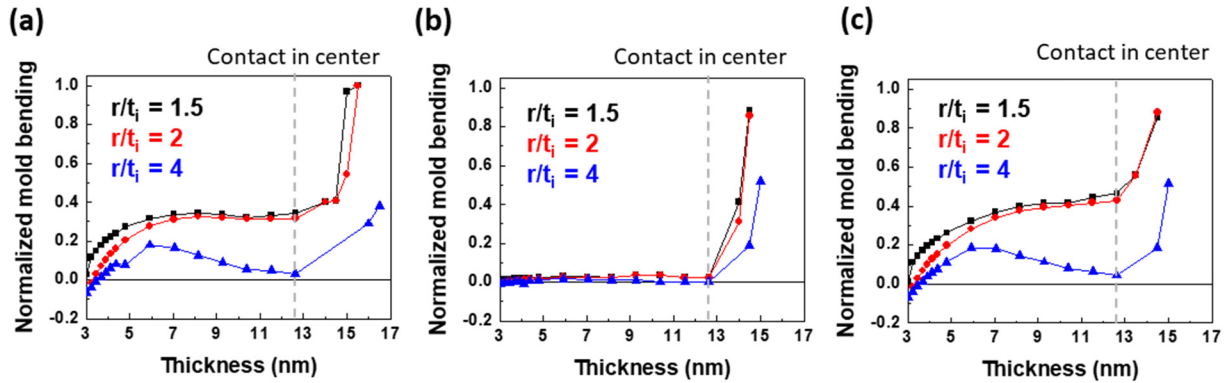 (a)
Contact in center
Normalized mold bending
1.0
0.8
0.6
0.4
0.2
0.0
-0.2
r/ti = 1.5
r/ti = 2
r/ti = 4
3 5 7 9 11 13 15 17
Thickness (nm)
(b)
Contact in center
Normalized mold bending
1.0
0.8
0.6
0.4
0.2
0.0
-0.2
r/ti = 1.5
r/ti = 2
r/ti = 4
3 5 7 9 11 13 15 17
Thickness (nm)
(c)
Contact in center
Normalized mold bending
1.0
0.8
0.6
0.4
0.2
0.0
-0.2
r/ti = 1.5
r/ti = 2
r/ti = 4
3 5 7 9 11 13 15 17
Thickness (nm)